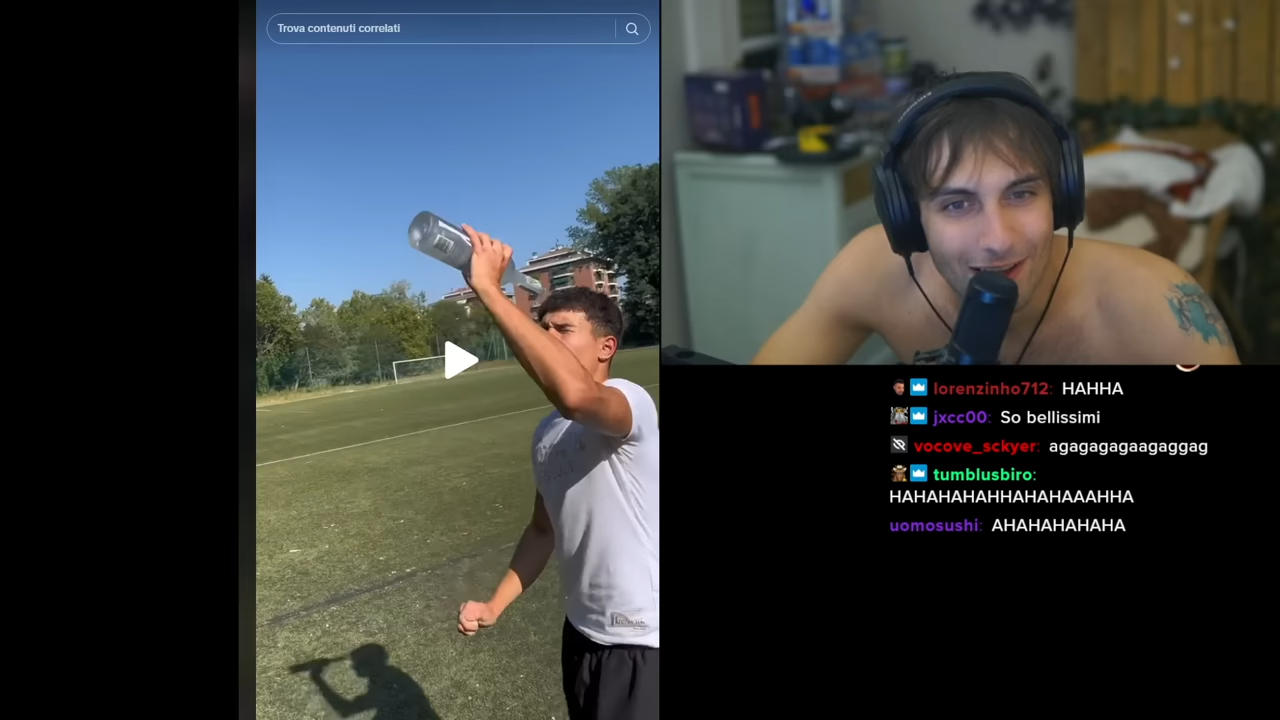 Trova contenuti correlati
lorenzinho712: HAHHA
jxcc00: So bellissimi
vocove_sckyer: agagagagaagaggag
tumblusbiro:
HAHAHAHAHHAHAHAAAHHA
uomosushi: AHAHAHAHAHA